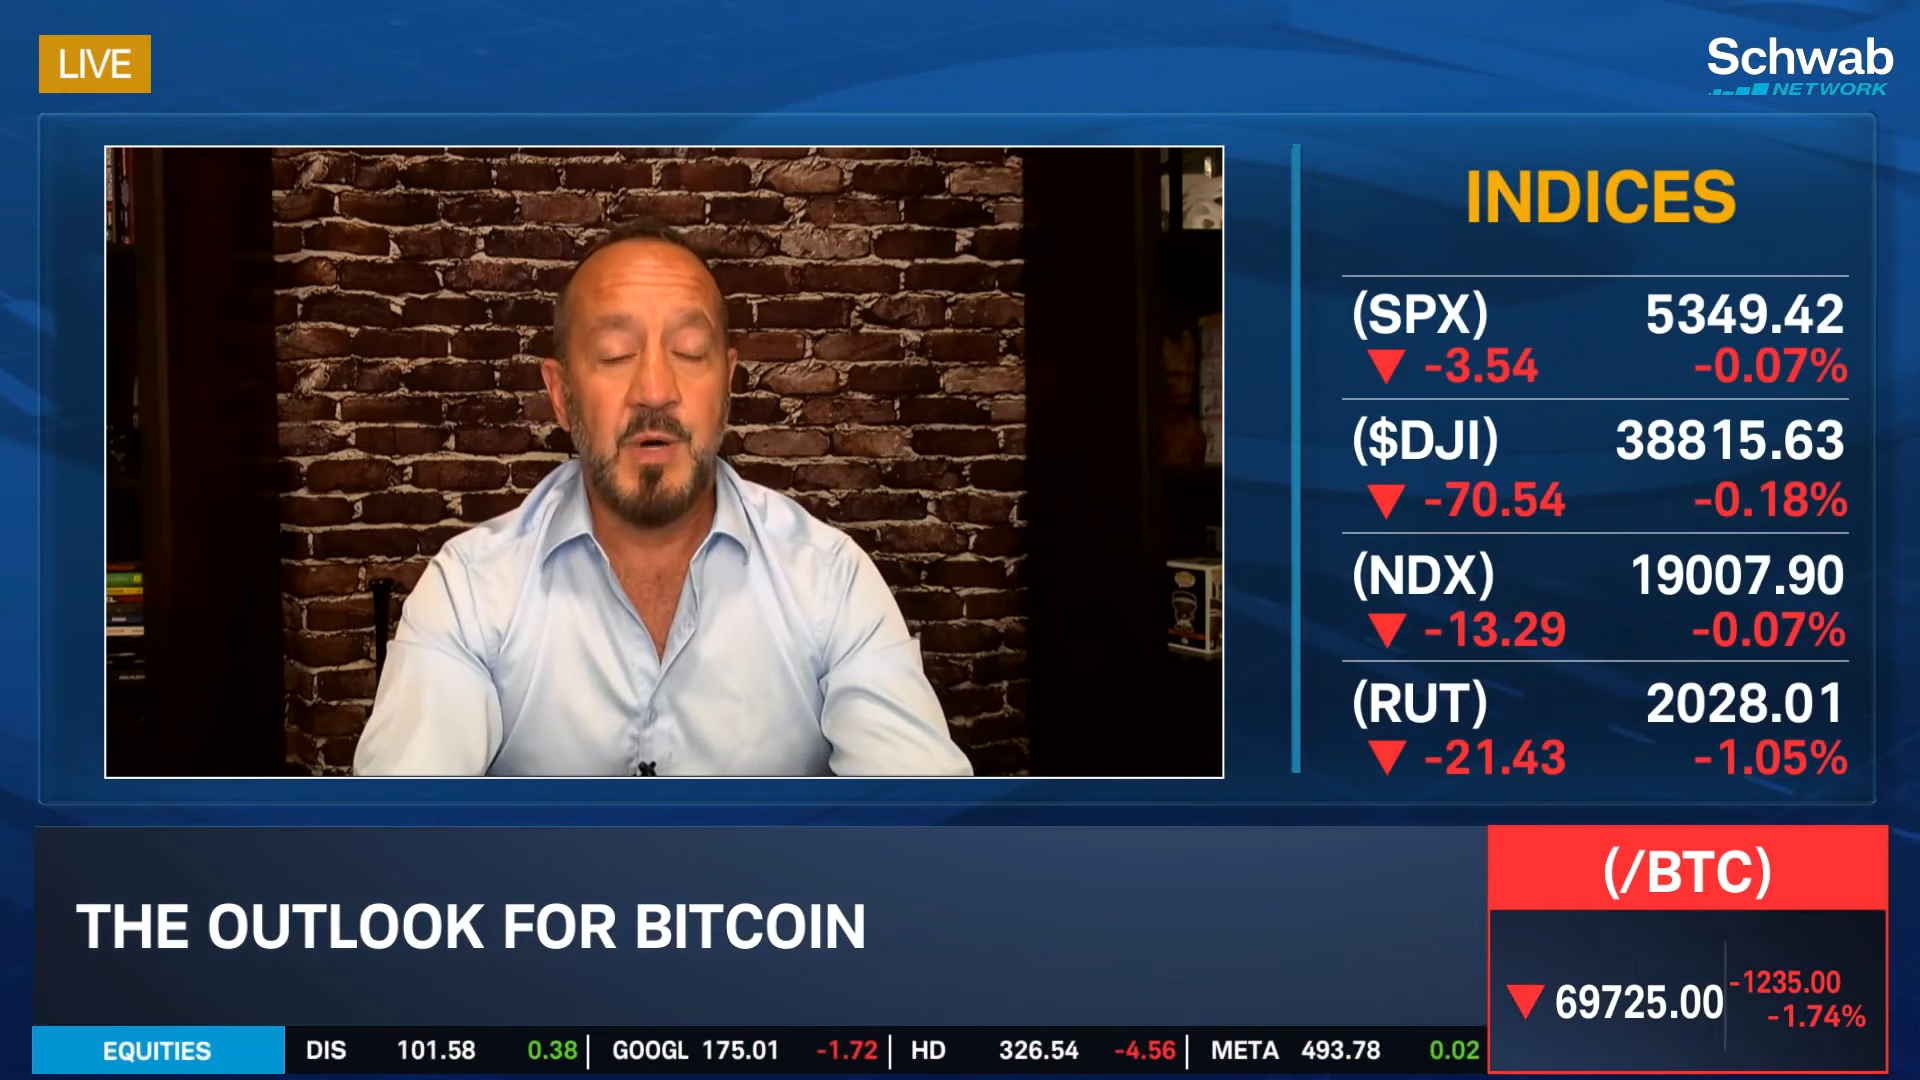 LIVE
Schwab
NETWORK
INDICES
(SPX) 5349.42
-3.54 -0.07%
($DJI) 38815.63
-70.54 -0.18%
(NDX) 19007.90
-13.29 -0.07%
(RUT) 2028.01
-21.43 -1.05%
THE OUTLOOK FOR BITCOIN
(/BTC)
69725.00 -1235.00
-1.74%
EQUITIES DIS 101.58 0.38 GOOGL 175.01 -1.72 HD 326.54 -4.56 META 493.78 0.02